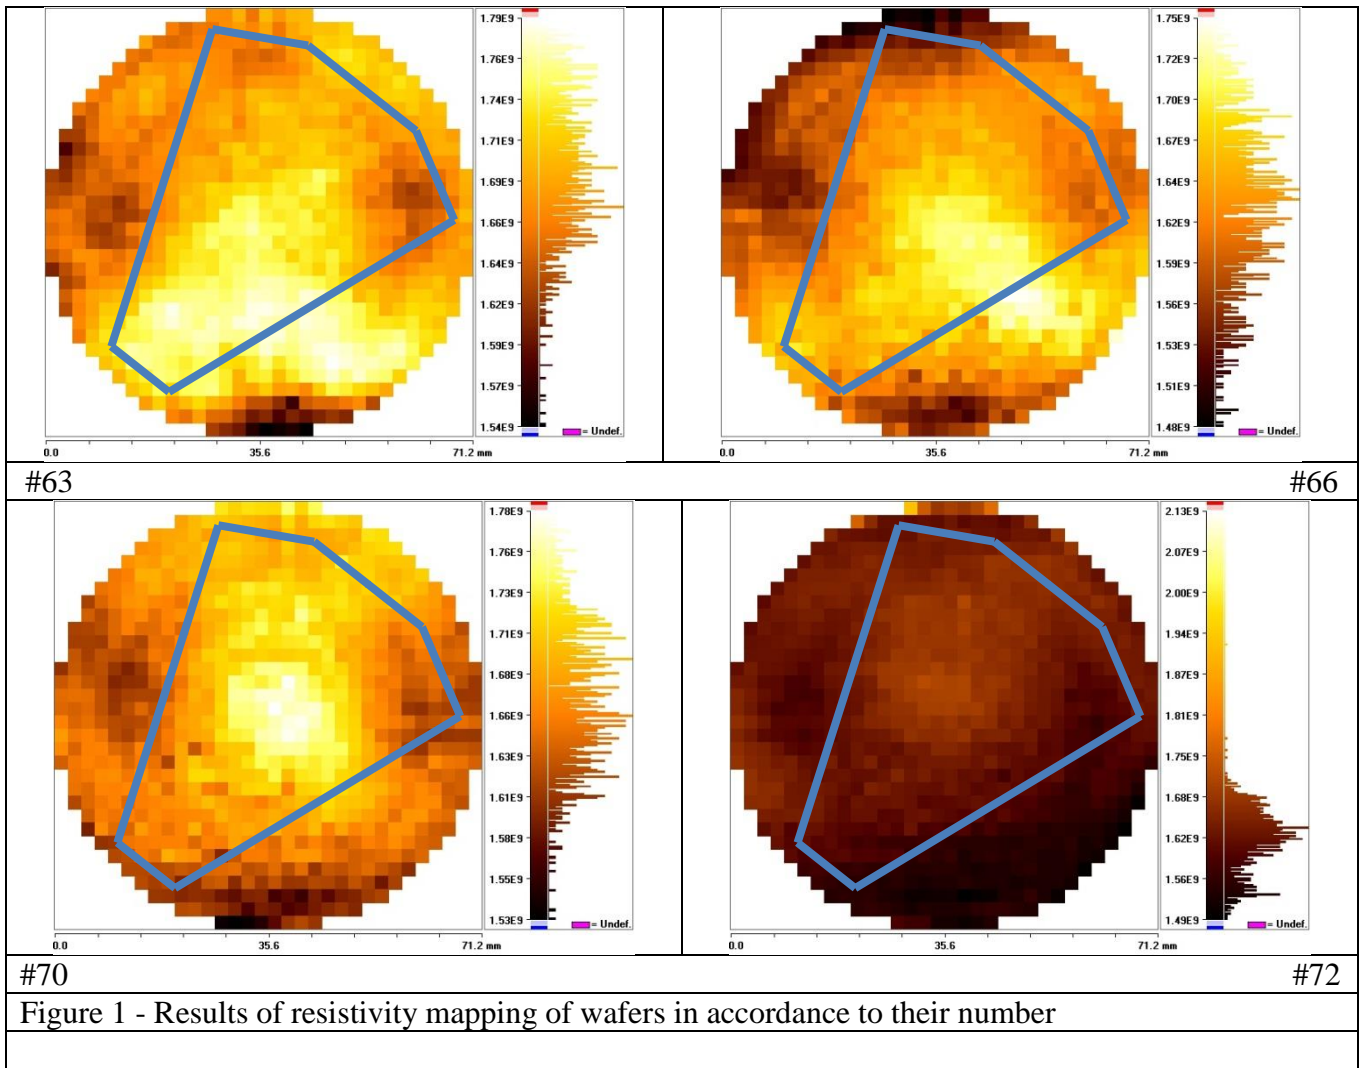 1.79E9
1.76E9
1.74E9
1.71E9
1.69E9
1.66E9
1.64E9
1.62E9
1.59E9
1.57E9
1.54E9
= Undef.
0.0 35.6 71.2 mm
1.75E9
1.72E9
1.70E9
1.67E9
1.64E9
1.62E9
1.59E9
1.56E9
1.53E9
1.51E9
1.48E9
= Undef.
0.0 35.6 71.2 mm
#63 #66
1.78E9
1.76E9
1.73E9
1.71E9
1.68E9
1.66E9
1.63E9
1.61E9
1.58E9
1.55E9
1.53E9
= Undef.
0.0 35.6 71.2 mm
2.13E9
2.07E9
2.00E9
1.94E9
1.87E9
1.81E9
1.75E9
1.68E9
1.62E9
1.56E9
1.49E9
= Undef.
0.0 35.6 71.2 mm
#70 #72
Figure 1 - Results of resistivity mapping of wafers in accordance to their number